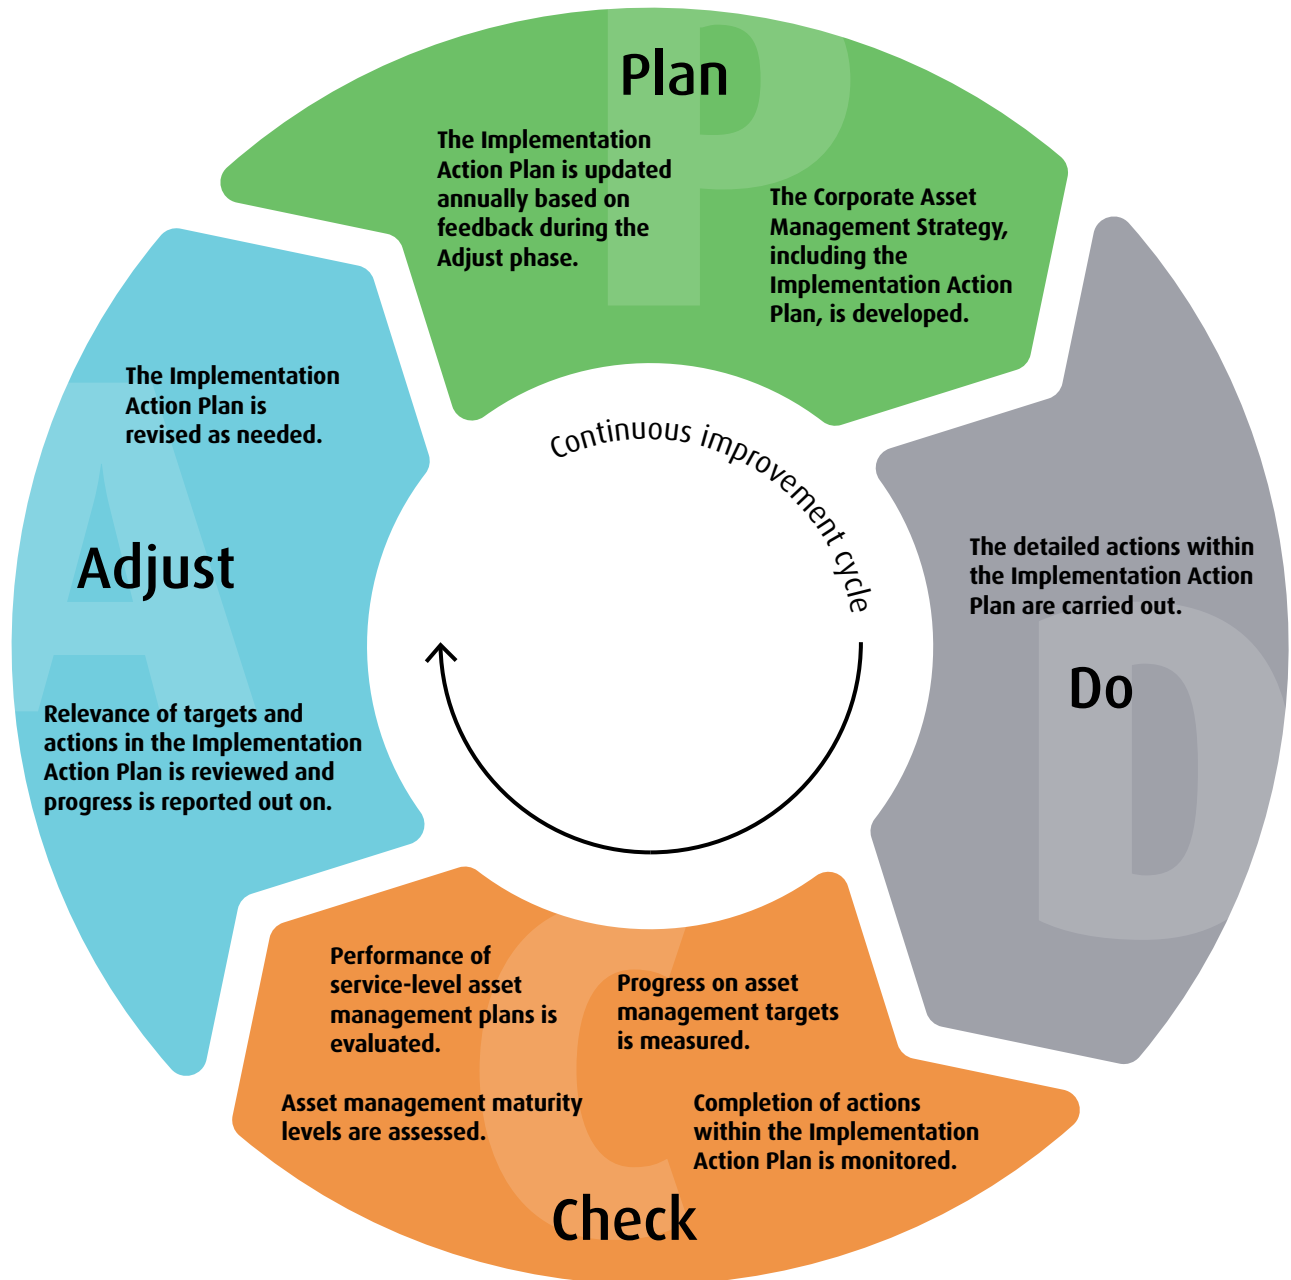 Plan
The Implementation
Action Plan is updated
annually based on
feedback during the
Adjust phase.
The Corporate Asset
Management Strategy,
including the
Implementation Action
Plan, is developed.
The detailed actions within
the Implementation Action
Plan are carried out.
Do
Progress on asset
management targets
is measured.
Completion of actions
within the Implementation
Action Plan is monitored.
Performance of
service-level asset
management plans is
evaluated.
Asset management maturity
levels are assessed.
Check
The Implementation
Action Plan is
revised as needed.
Adjust
Relevance of targets and
actions in the Implementation
Action Plan is reviewed and
progress is reported out on.
Continuous improvement cycle
P
D
C
A